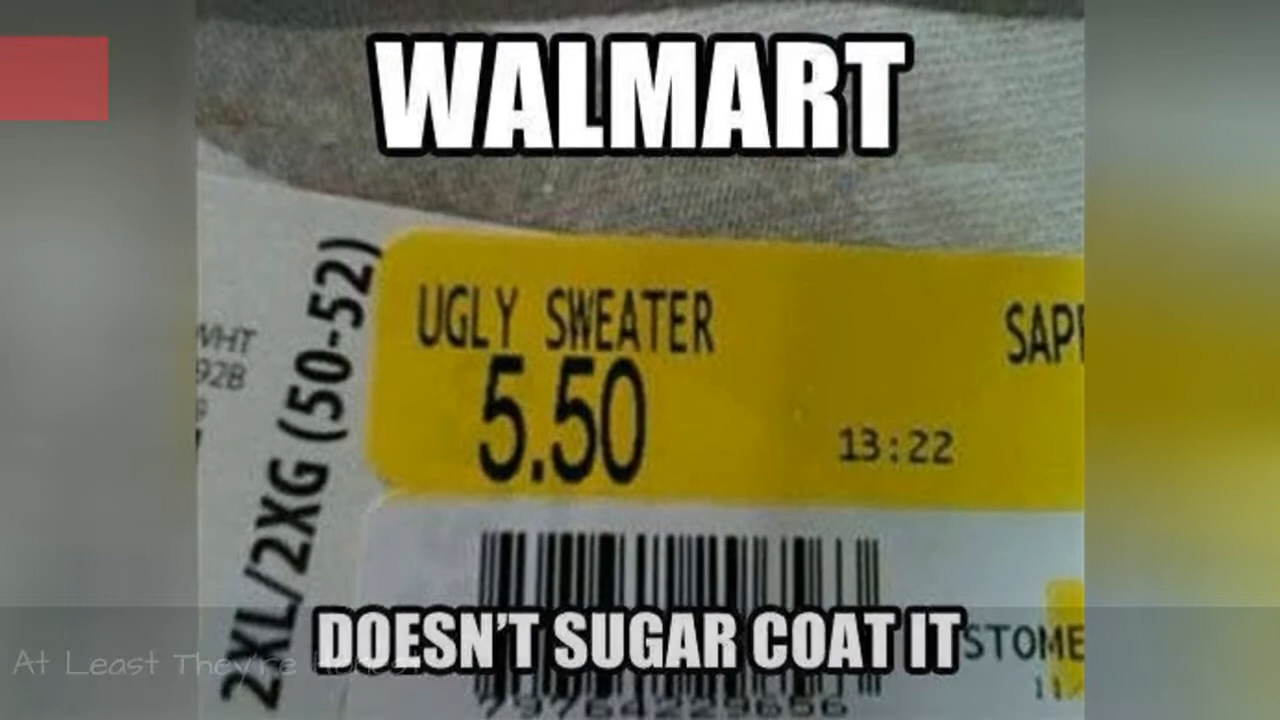 WALMART
WHT
92B
2XL/2XG (50-52)
UGLY SWEATER
5.50
13:22
DOESN'T SUGAR COAT IT
At Least They're
79764229656